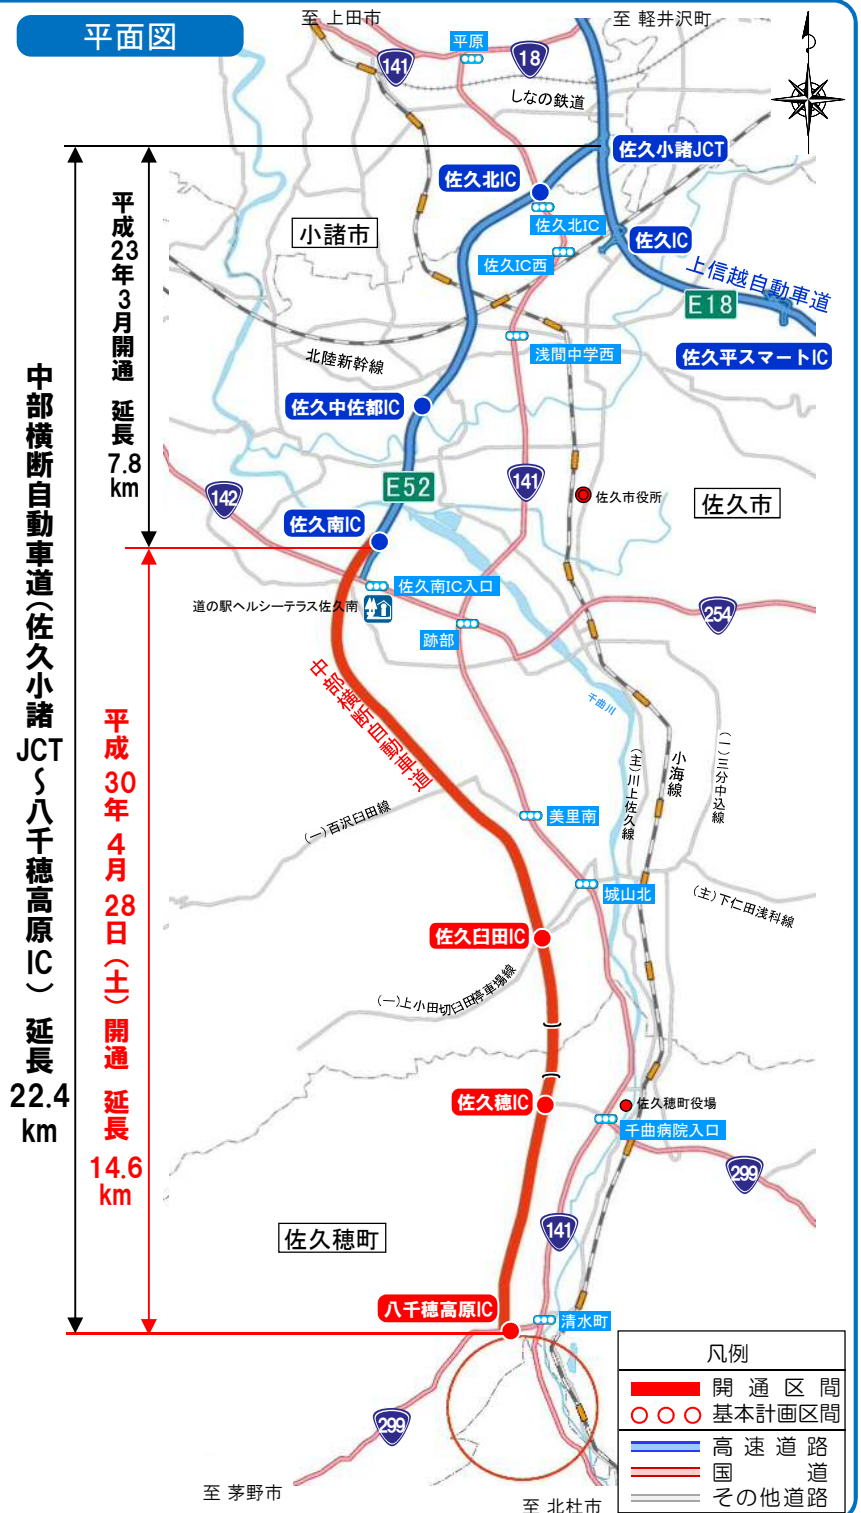 平面図
至 上田市
至 軽井沢町
平原
141
18
しなの鉄道
佐久小諸JCT
佐久北IC
佐久北IC
小諸市
佐久IC
佐久IC西
上信越自動車道
E18
浅間中学西
佐久平スマートIC
北陸新幹線
佐久中佐都IC
平成23年3月開通 延長 7.8 km
E52
141
142
佐久市役所
佐久市
佐久南IC
佐久南IC入口
道の駅ヘルシーテラス佐久南
跡部
254
中部横断自動車道
千曲川
(主)川上佐久線
小海線
(一)三分中込線
中部横断自動車道(佐久小諸JCT～八千穂高原IC) 延長 22.4 km
平成30年4月28日(土)開通 延長 14.6 km
(一)百沢臼田線
美里南
城山北
(主)下仁田浅科線
佐久臼田IC
(一)上小田切臼田停車場線
佐久穂IC
佐久穂町役場
千曲病院入口
299
141
佐久穂町
八千穂高原IC
清水町
299
至 茅野市
至 北杜市
凡例
開通区間
基本計画区間
高速道路
国道
その他道路